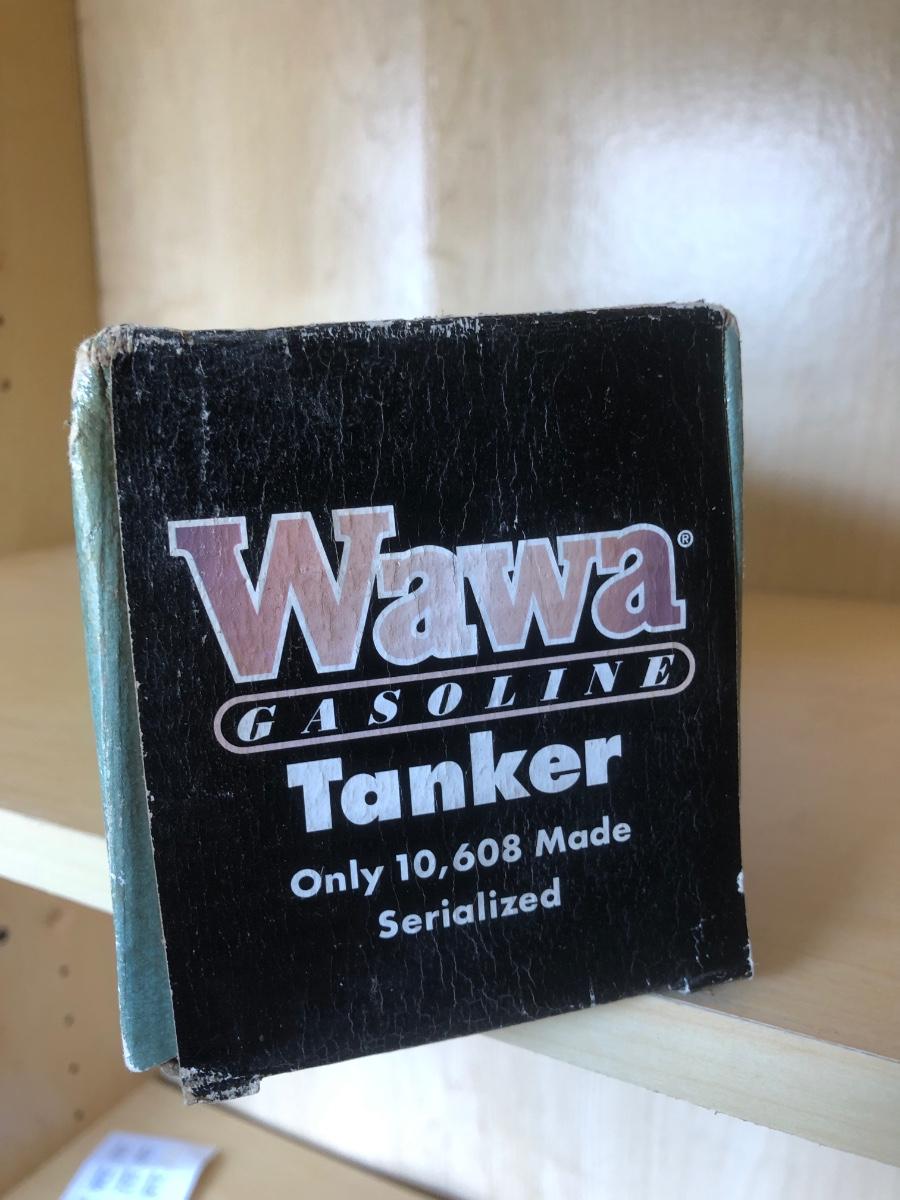 Wawa®
GASOLINE
Tanker
Only 10,608 Made
Serialized